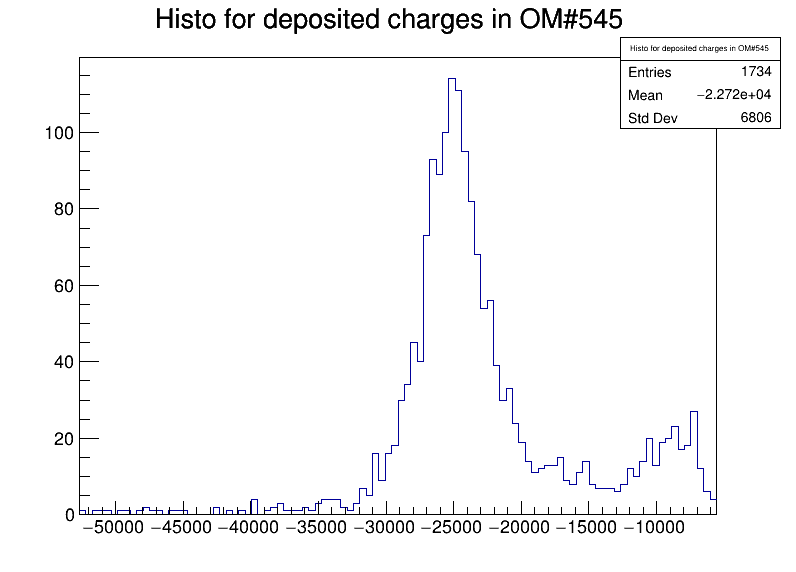 Histo for deposited charges in OM#545
Histo for deposited charges in OM#545
Entries 1734
Mean −2.272e+04
Std Dev 6806
100
80
60
40
20
0
−50000 −45000 −40000 −35000 −30000 −25000 −20000 −15000 −10000